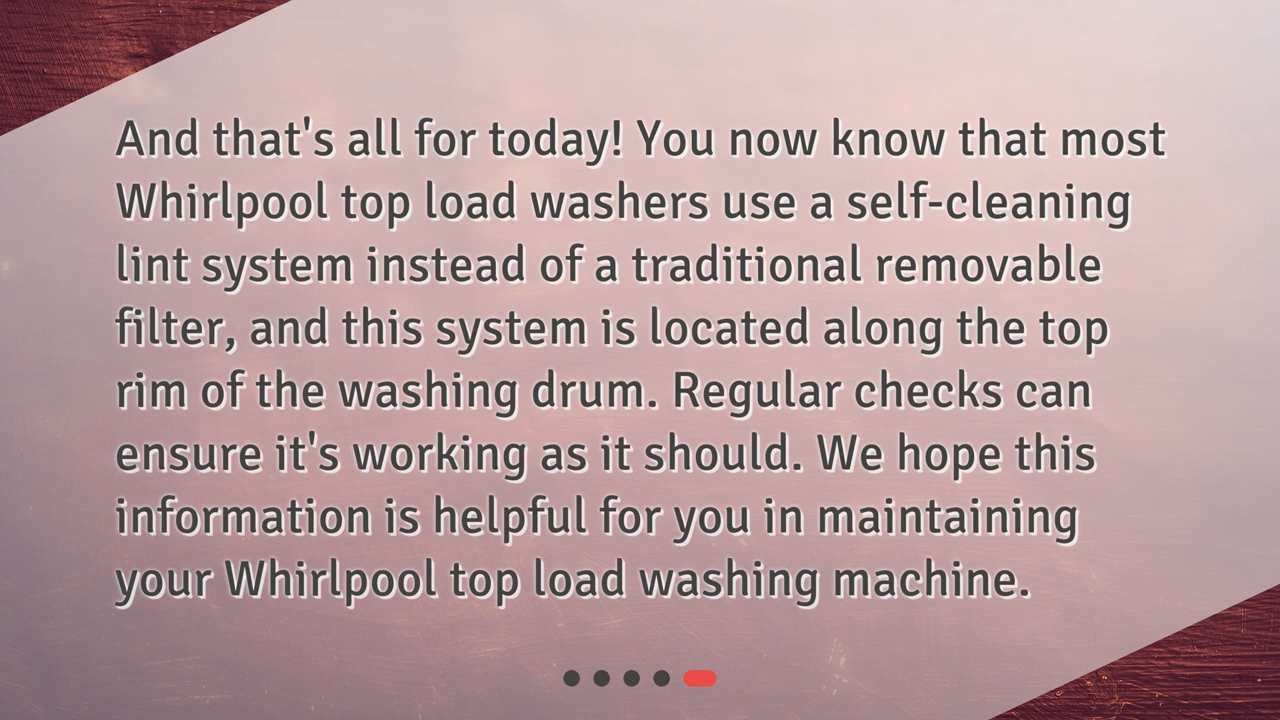 And that's all for today! You now know that most
Whirlpool top load washers use a self-cleaning
lint system instead of a traditional removable
filter, and this system is located along the top
rim of the washing drum. Regular checks can
ensure it's working as it should. We hope this
information is helpful for you in maintaining
your Whirlpool top load washing machine.